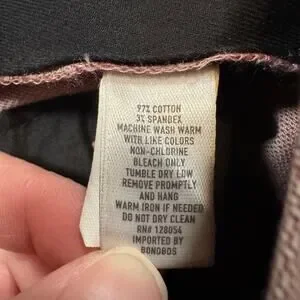 97% COTTON
3% SPANDEX
MACHINE WASH WARM
WITH LIKE COLORS
NON-CHLORINE
BLEACH ONLY
TUMBLE DRY LOW
REMOVE PROMPTLY
AND HANG
WARM IRON IF NEEDED
DO NOT DRY CLEAN
RN# 128054
IMPORTED BY
BONOBOS